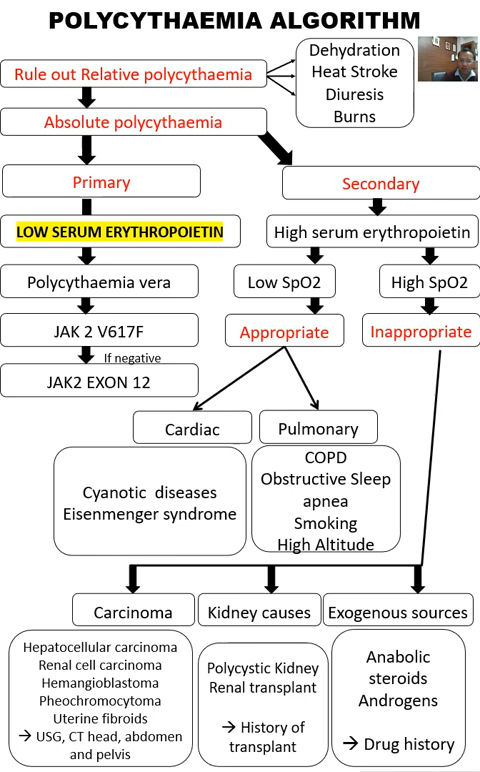 POLYCYTHAEMIA ALGORITHM
Rule out Relative polycythaemia
Dehydration
Heat Stroke
Diuresis
Burns
Absolute polycythaemia
Primary
Secondary
LOW SERUM ERYTHROPOIETIN
High serum erythropoietin
Polycythaemia vera
Low SpO2
High SpO2
JAK 2 V617F
Appropriate
Inappropriate
If negative
JAK2 EXON 12
Cardiac
Pulmonary
Cyanotic diseases
Eisenmenger syndrome
COPD
Obstructive Sleep
apnea
Smoking
High Altitude
Carcinoma
Kidney causes
Exogenous sources
Hepatocellular carcinoma
Renal cell carcinoma
Hemangioblastoma
Pheochromocytoma
Uterine fibroids
→ USG, CT head, abdomen
and pelvis
Polycystic Kidney
Renal transplant
→ History of
transplant
Anabolic
steroids
Androgens
→ Drug history